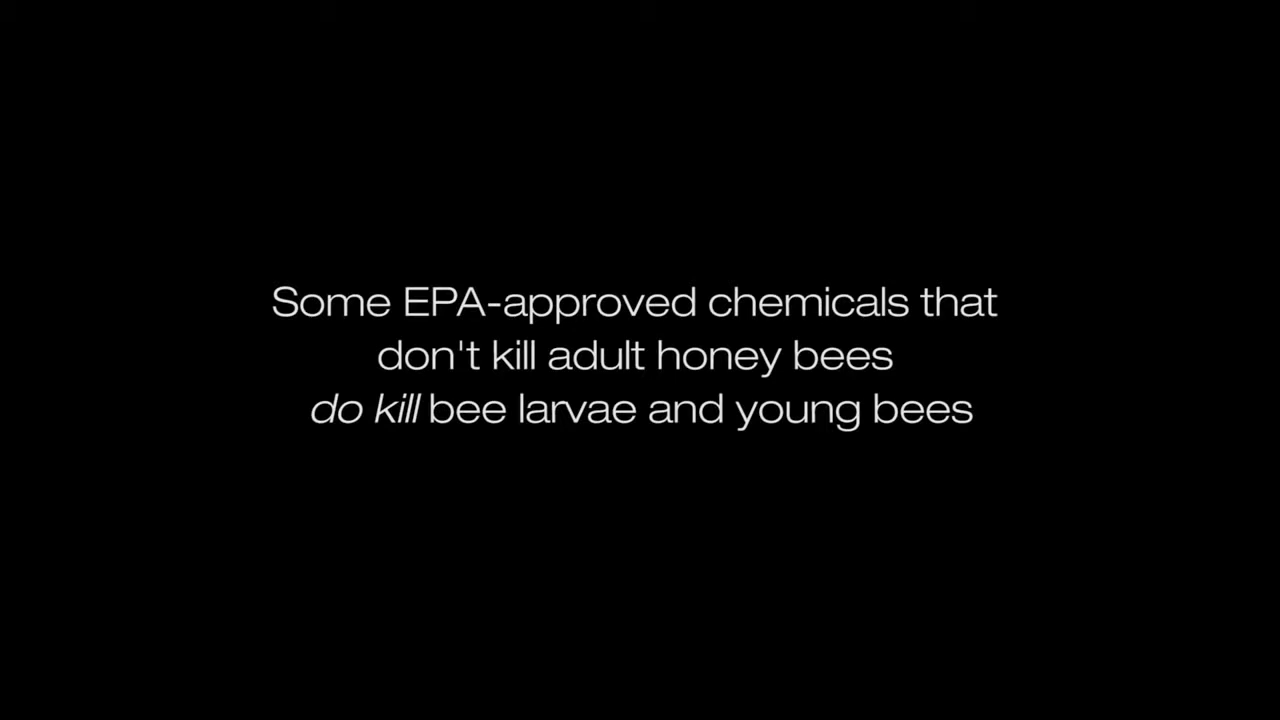 Some EPA-approved chemicals that
don't kill adult honey bees
do kill bee larvae and young bees